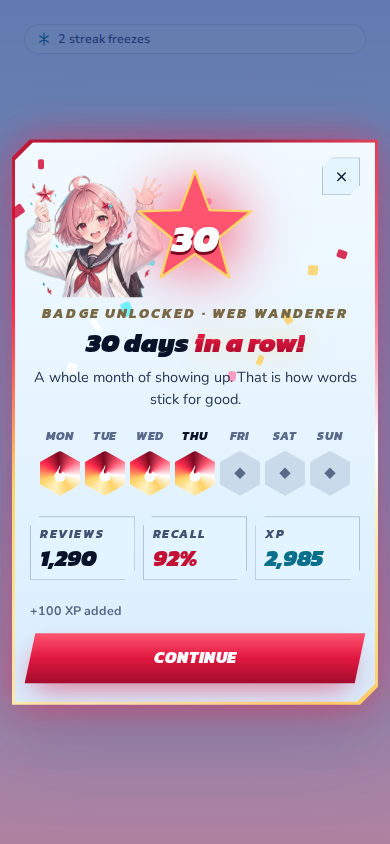 2 streak freezes
30
BADGE UNLOCKED · WEB WANDERER
30 days in a row!
A whole month of showing up. That is how words
stick for good.
MON TUE WED THU FRI SAT SUN
REVIEWS RECALL XP
1,290 92% 2,985
+100 XP added
CONTINUE